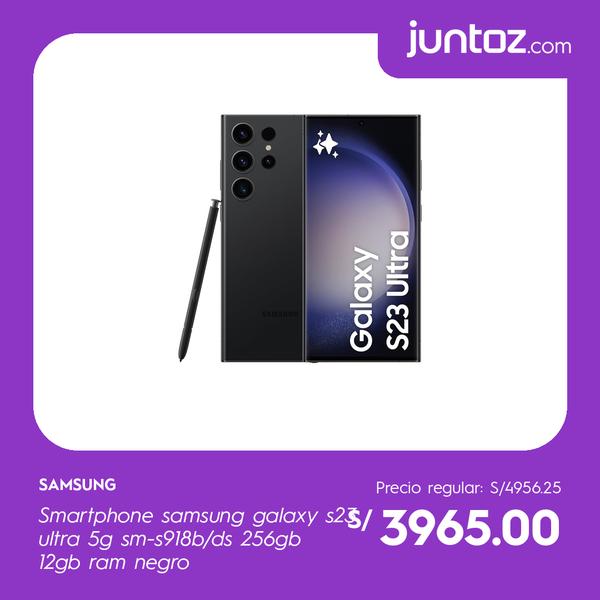 juntoz.com
SAMSUNG
Galaxy
S23 Ultra
SAMSUNG
Smartphone samsung galaxy s23
ultra 5g sm-s918b/ds 256gb
12gb ram negro
Precio regular: S/4956.25
S/ 3965.00